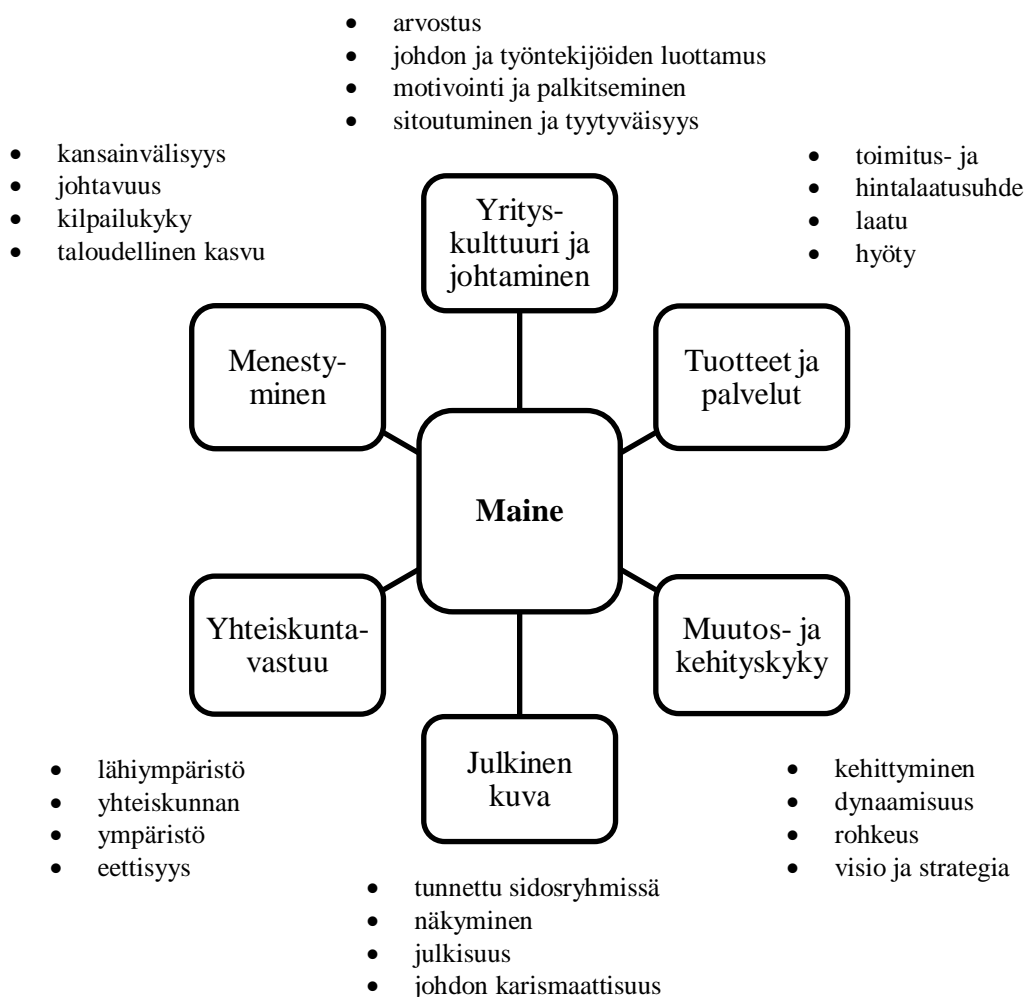 • arvostus
• johdon ja työntekijöiden luottamus
• motivointi ja palkitseminen
• sitoutuminen ja tyytyväisyys
• kansainvälisyys
• johtavuus
• kilpailukyky
• taloudellinen kasvu
• toimitus- ja
• hintalaatusuhde
• laatu
• hyöty
Yritys-
kulttuuri ja
johtaminen
Menesty-
minen
Tuotteet ja
palvelut
Maine
Yhteiskunta-
vastuu
Muutos- ja
kehityskyky
Julkinen
kuva
• lähiympäristö
• yhteiskunnan
• ympäristö
• eettisyys
• kehittyminen
• dynaamisuus
• rohkeus
• visio ja strategia
• tunnettu sidosryhmissä
• näkyminen
• julkisuus
• johdon karismaattisuus